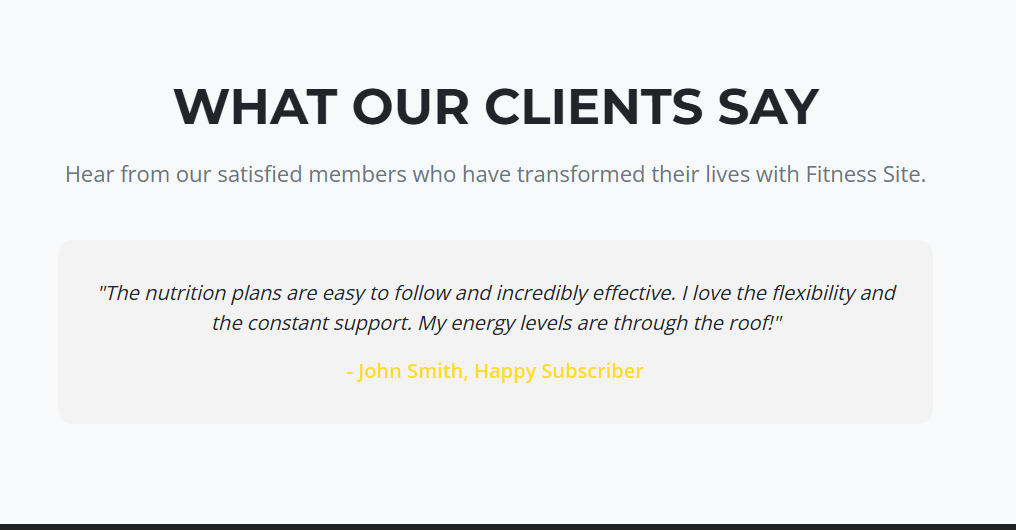 WHAT OUR CLIENTS SAY
Hear from our satisfied members who have transformed their lives with Fitness Site.
"The nutrition plans are easy to follow and incredibly effective. I love the flexibility and
the constant support. My energy levels are through the roof!"
- John Smith, Happy Subscriber